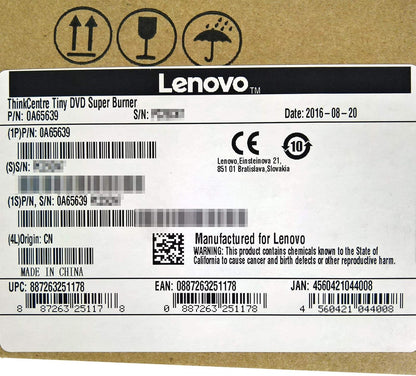 Lenovo™
ThinkCentre Tiny DVD Super Burner
P/N: 0A65639 S/N: Date: 2016-08-20
(1P)P/N: 0A65639
10
Lenovo,Einsteinova 21,
851 01 Bratislava,Slovakia
(S)S/N:
(1S)P/N, S/N: 0A65639
(4L)Origin: CN
MADE IN CHINA
Manufactured for Lenovo
WARNING: This product contains chemicals known to the State of
California to cause cancer and birth defects or other reproductive harm.
UPC: 887263251178 EAN: 0887263251178 JAN: 4560421044008
8 87263 25117 8 0 887263 251178 4 560421 044008